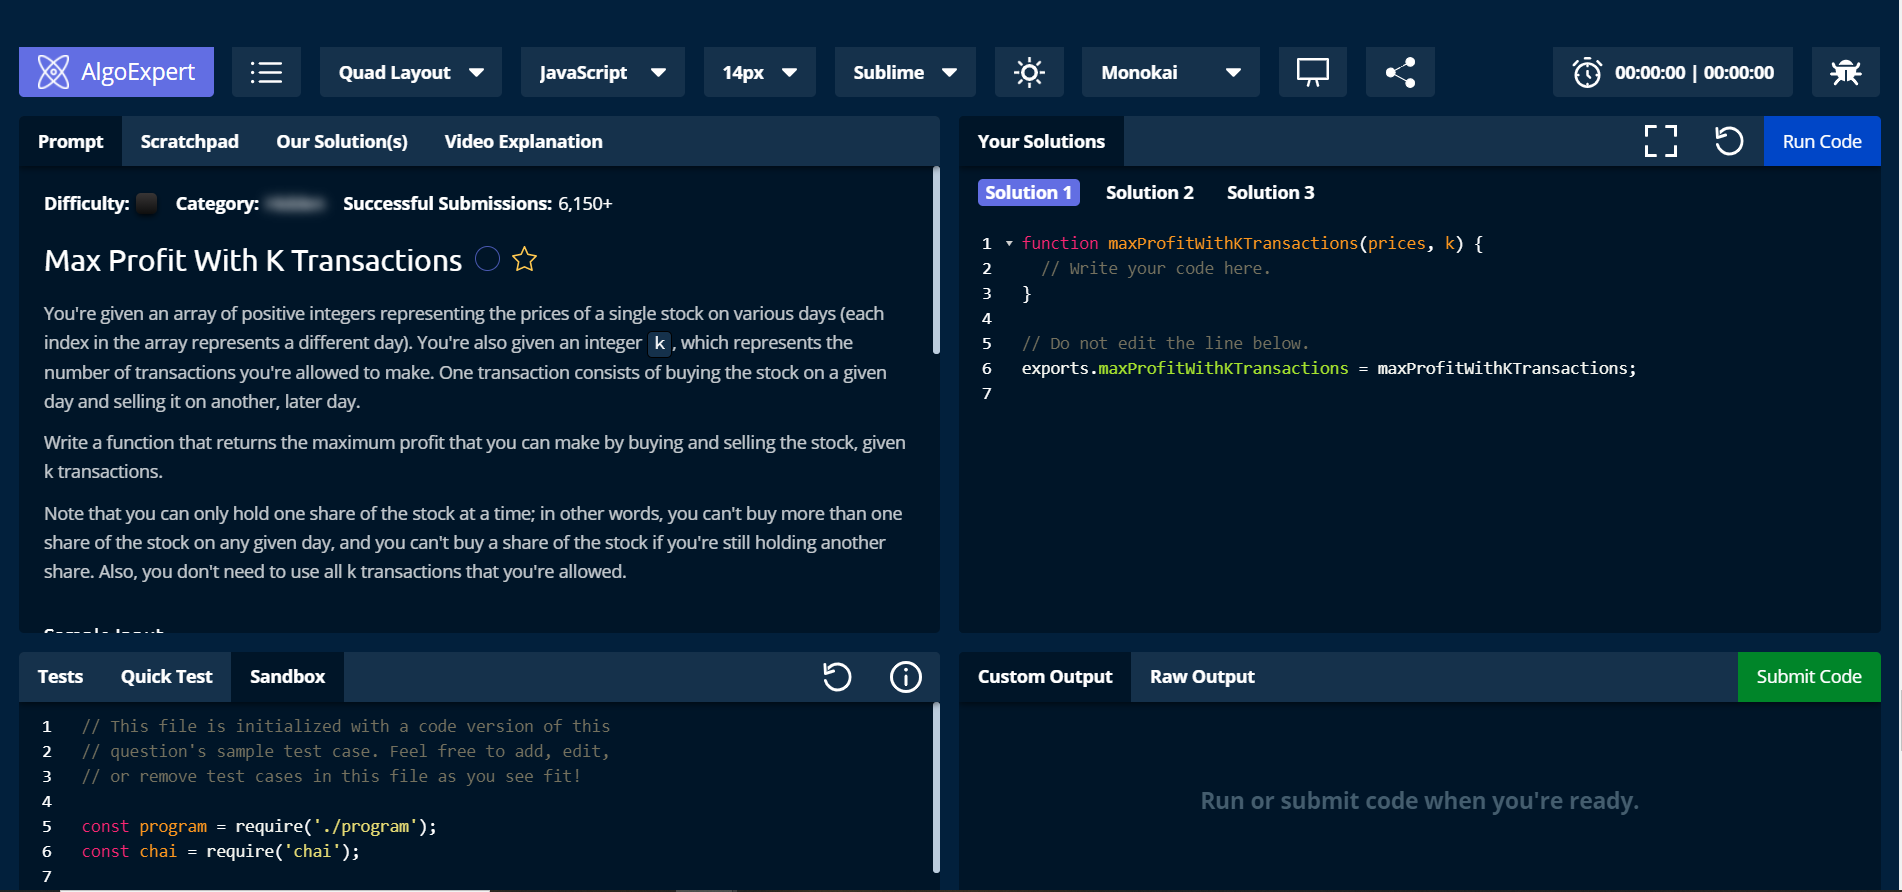 AlgoExpert
Quad Layout
JavaScript
14px
Sublime
Monokai
00:00:00 | 00:00:00
Prompt
Scratchpad
Our Solution(s)
Video Explanation
Difficulty:
Category:
Successful Submissions: 6,150+
Max Profit With K Transactions
You're given an array of positive integers representing the prices of a single stock on various days (each
index in the array represents a different day). You're also given an integer k, which represents the
number of transactions you're allowed to make. One transaction consists of buying the stock on a given
day and selling it on another, later day.
Write a function that returns the maximum profit that you can make by buying and selling the stock, given
k transactions.
Note that you can only hold one share of the stock at a time; in other words, you can't buy more than one
share of the stock on any given day, and you can't buy a share of the stock if you're still holding another
share. Also, you don't need to use all k transactions that you're allowed.
Sample Input
Your Solutions
Run Code
Solution 1
Solution 2
Solution 3
1 function maxProfitWithKTransactions(prices, k) {
2 // Write your code here.
3 }
4
5 // Do not edit the line below.
6 exports.maxProfitWithKTransactions = maxProfitWithKTransactions;
7
Tests
Quick Test
Sandbox
1 // This file is initialized with a code version of this
2 // question's sample test case. Feel free to add, edit,
3 // or remove test cases in this file as you see fit!
4
5 const program = require('./program');
6 const chai = require('chai');
7
Custom Output
Raw Output
Submit Code
Run or submit code when you're ready.